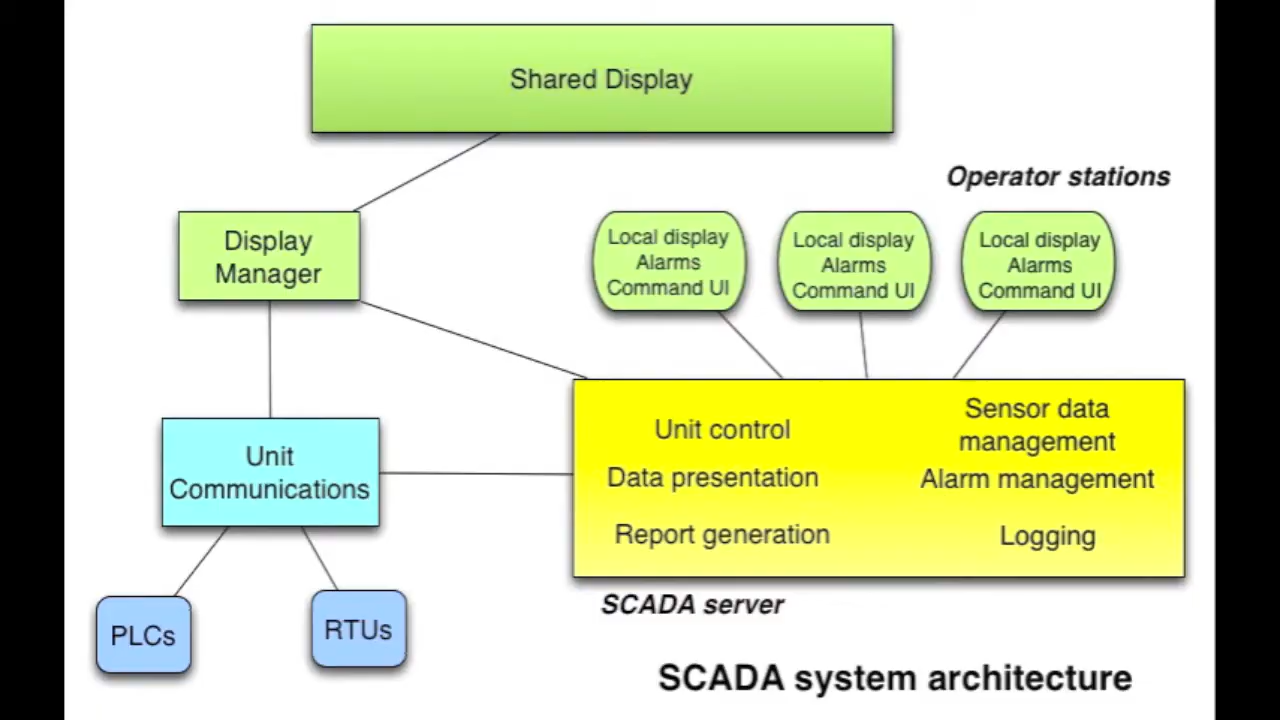 Shared Display
Operator stations
Display
Manager
Local display
Alarms
Command UI
Local display
Alarms
Command UI
Local display
Alarms
Command UI
Unit
Communications
Unit control
Data presentation
Report generation
Sensor data
management
Alarm management
Logging
SCADA server
PLCs
RTUs
SCADA system architecture